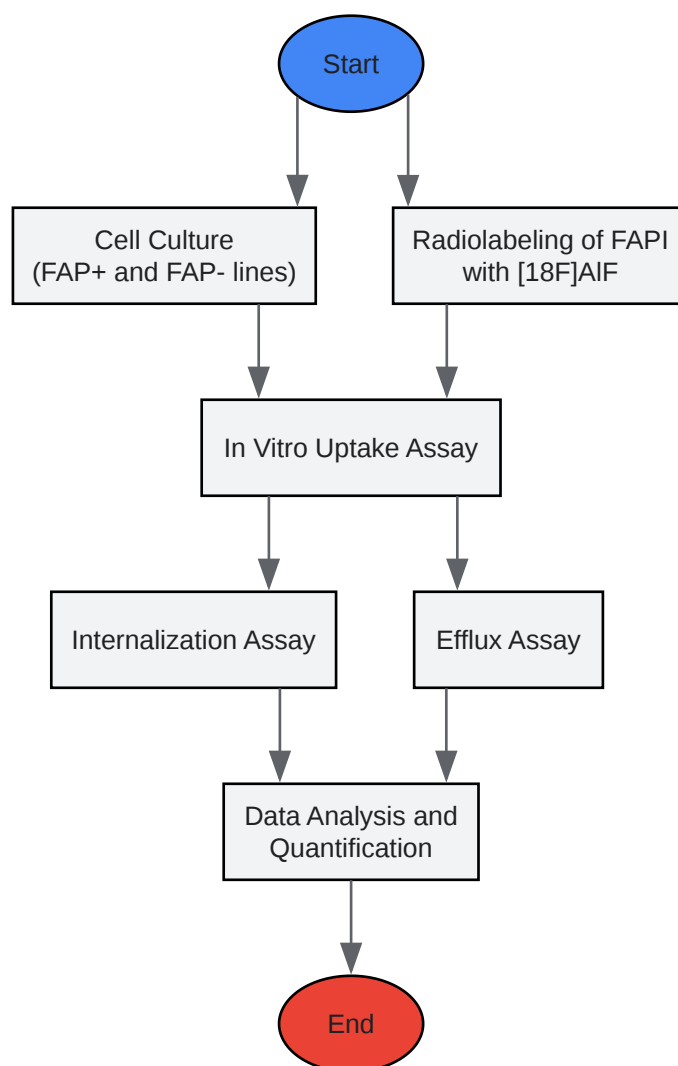 Start
Cell Culture
(FAP+ and FAP- lines)
Radiolabeling of FAPI
with [18F]AlF
In Vitro Uptake Assay
Internalization Assay
Efflux Assay
Data Analysis and
Quantification
End